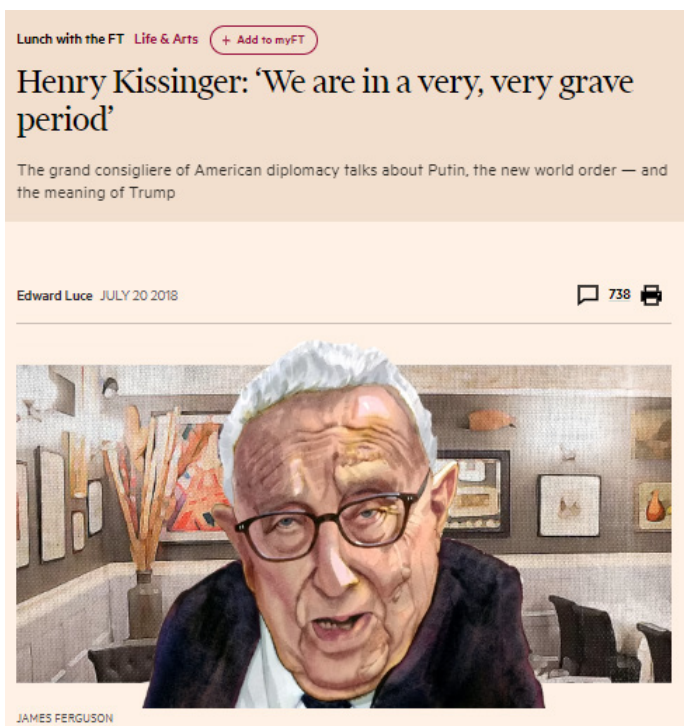 Lunch with the FT Life & Arts + Add to myFT
Henry Kissinger: ‘We are in a very, very grave
period’
The grand consigliere of American diplomacy talks about Putin, the new world order — and
the meaning of Trump
Edward Luce JULY 20 2018 738
JAMES FERGUSON